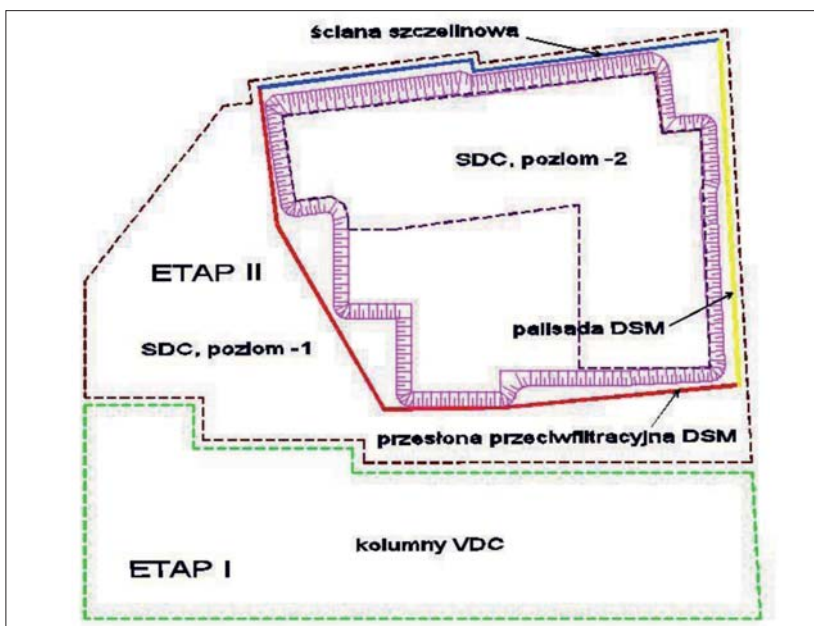 ściana szczelinowa
SDC, poziom -2
ETAP II
SDC, poziom -1
palisada DSM
przesłona przeciwfiltracyjna DSM
kolumny VDC
ETAP I